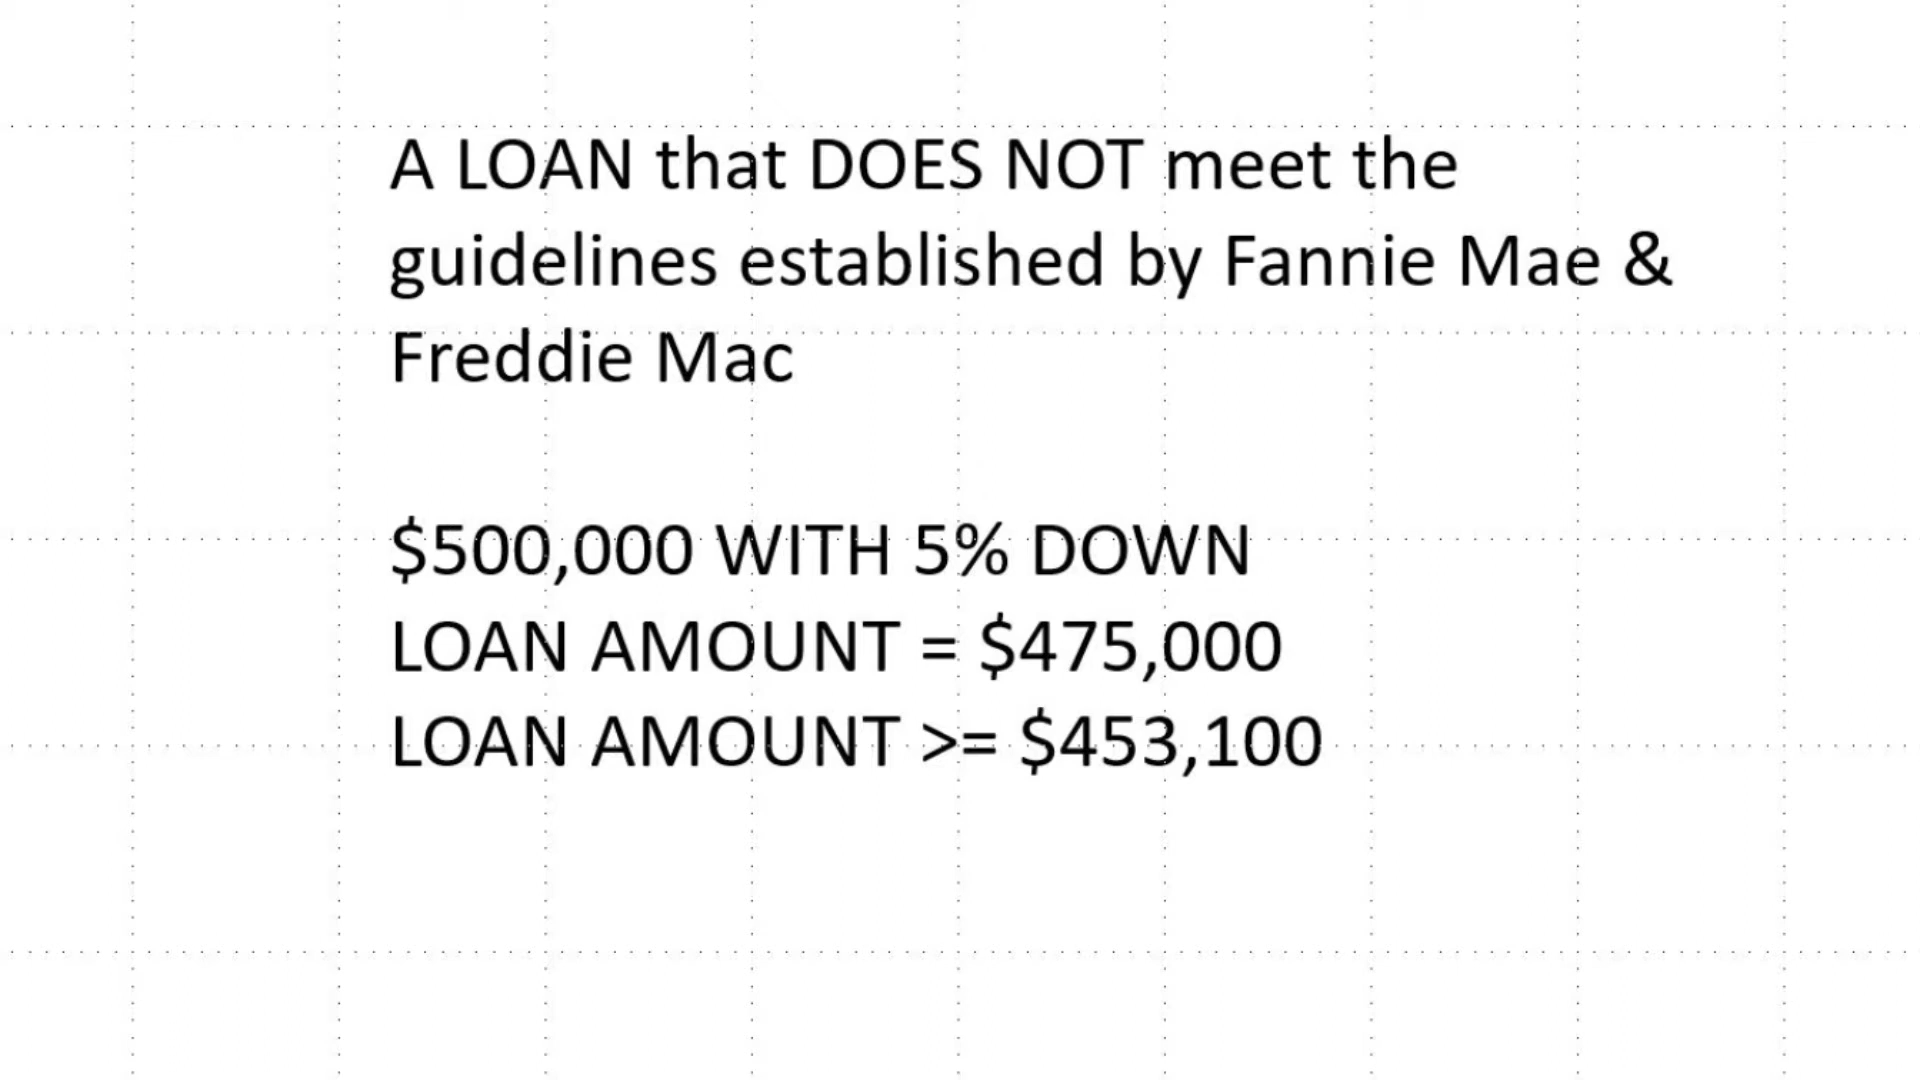 A LOAN that DOES NOT meet the
guidelines established by Fannie Mae &
Freddie Mac
$500,000 WITH 5% DOWN
LOAN AMOUNT = $475,000
LOAN AMOUNT >= $453,100